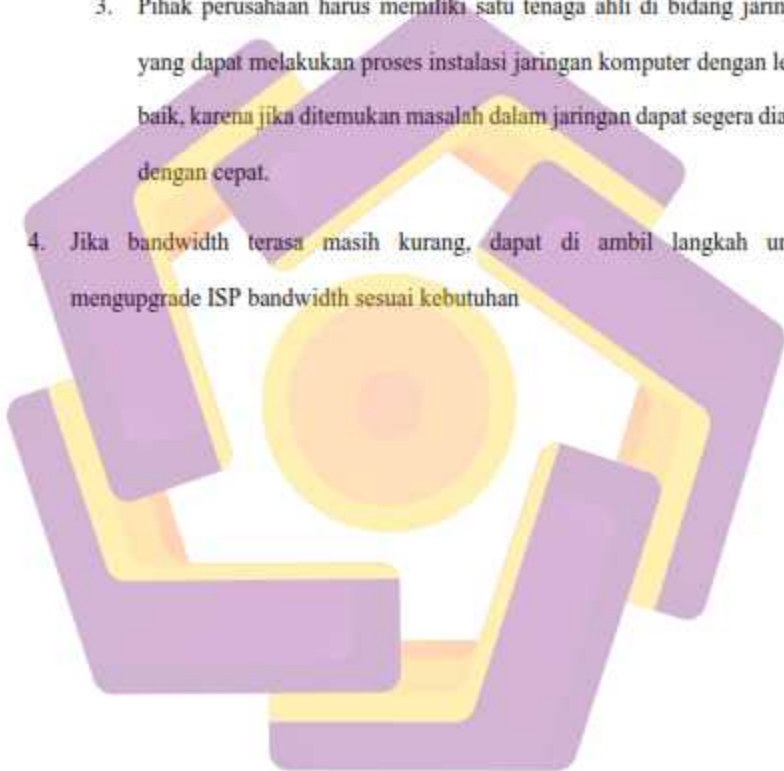 3. Pihak perusahaan harus memiliki satu tenaga ahli di bidang
yang dapat melakukan proses instalasi jaringan komputer dengan
baik, karena jika ditemukan masalah dalam jaringan dapat segera
dengan cepat.
4. Jika bandwidth terasa masih kurang, dapat di ambil langkah
mengupgrade ISP bandwidth sesuai kebutuhan